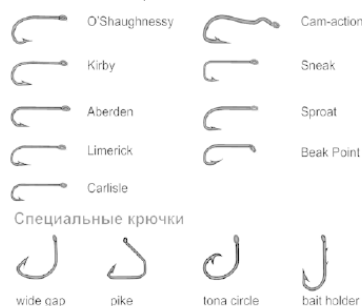 O'Shaughnessy
Cam-action
Kirby
Sneak
Aberden
Sproat
Limerick
Beak Point
Carlisle
Специальные крючки
wide gap
pike
tona circle
bait holder